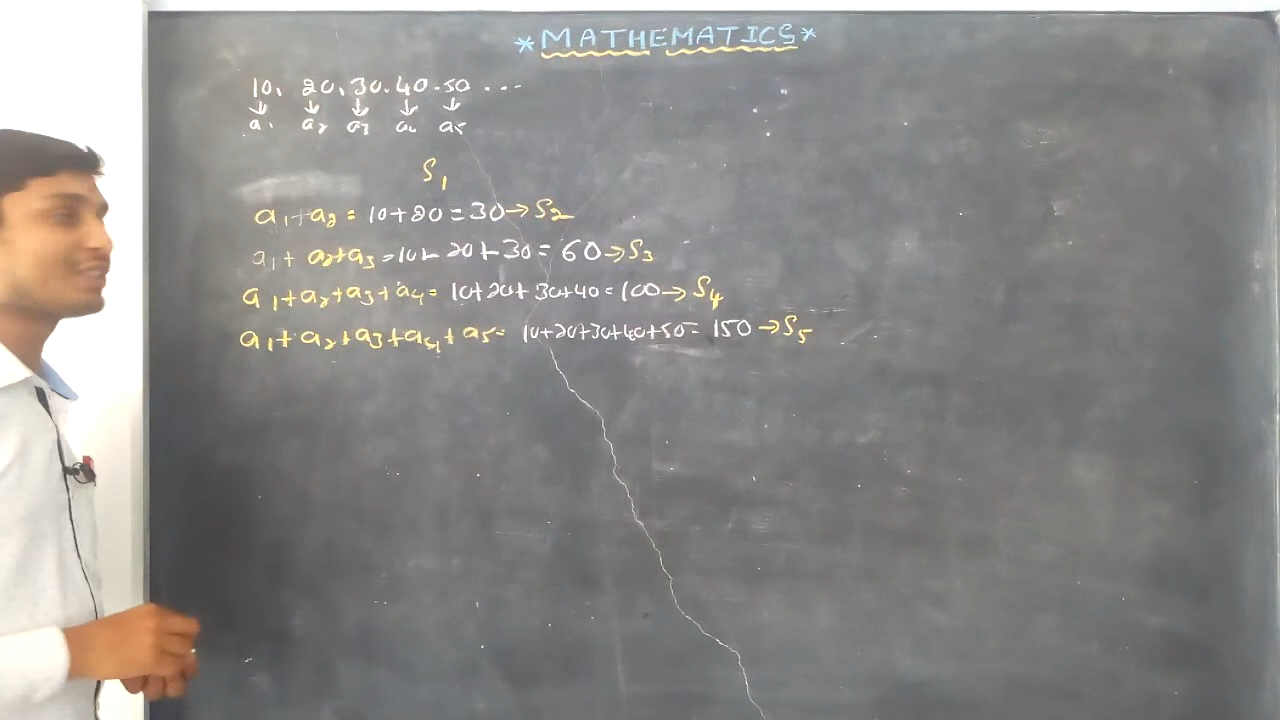 *MATHEMATICS*
10, 20, 30. 40. 50 ...
↓ ↓ ↓ ↓ ↓
a1 a2 a3 a4 a5
S1
a1+a2 = 10+20 = 30→S2
a1+ a2+a3 = 10+ 20+30 = 60→S3
a1+a2+a3+a4= 10+20+30+40=100→S4
a1+a2+a3+a4+a5= 10+20+30+40+50= 150→S5